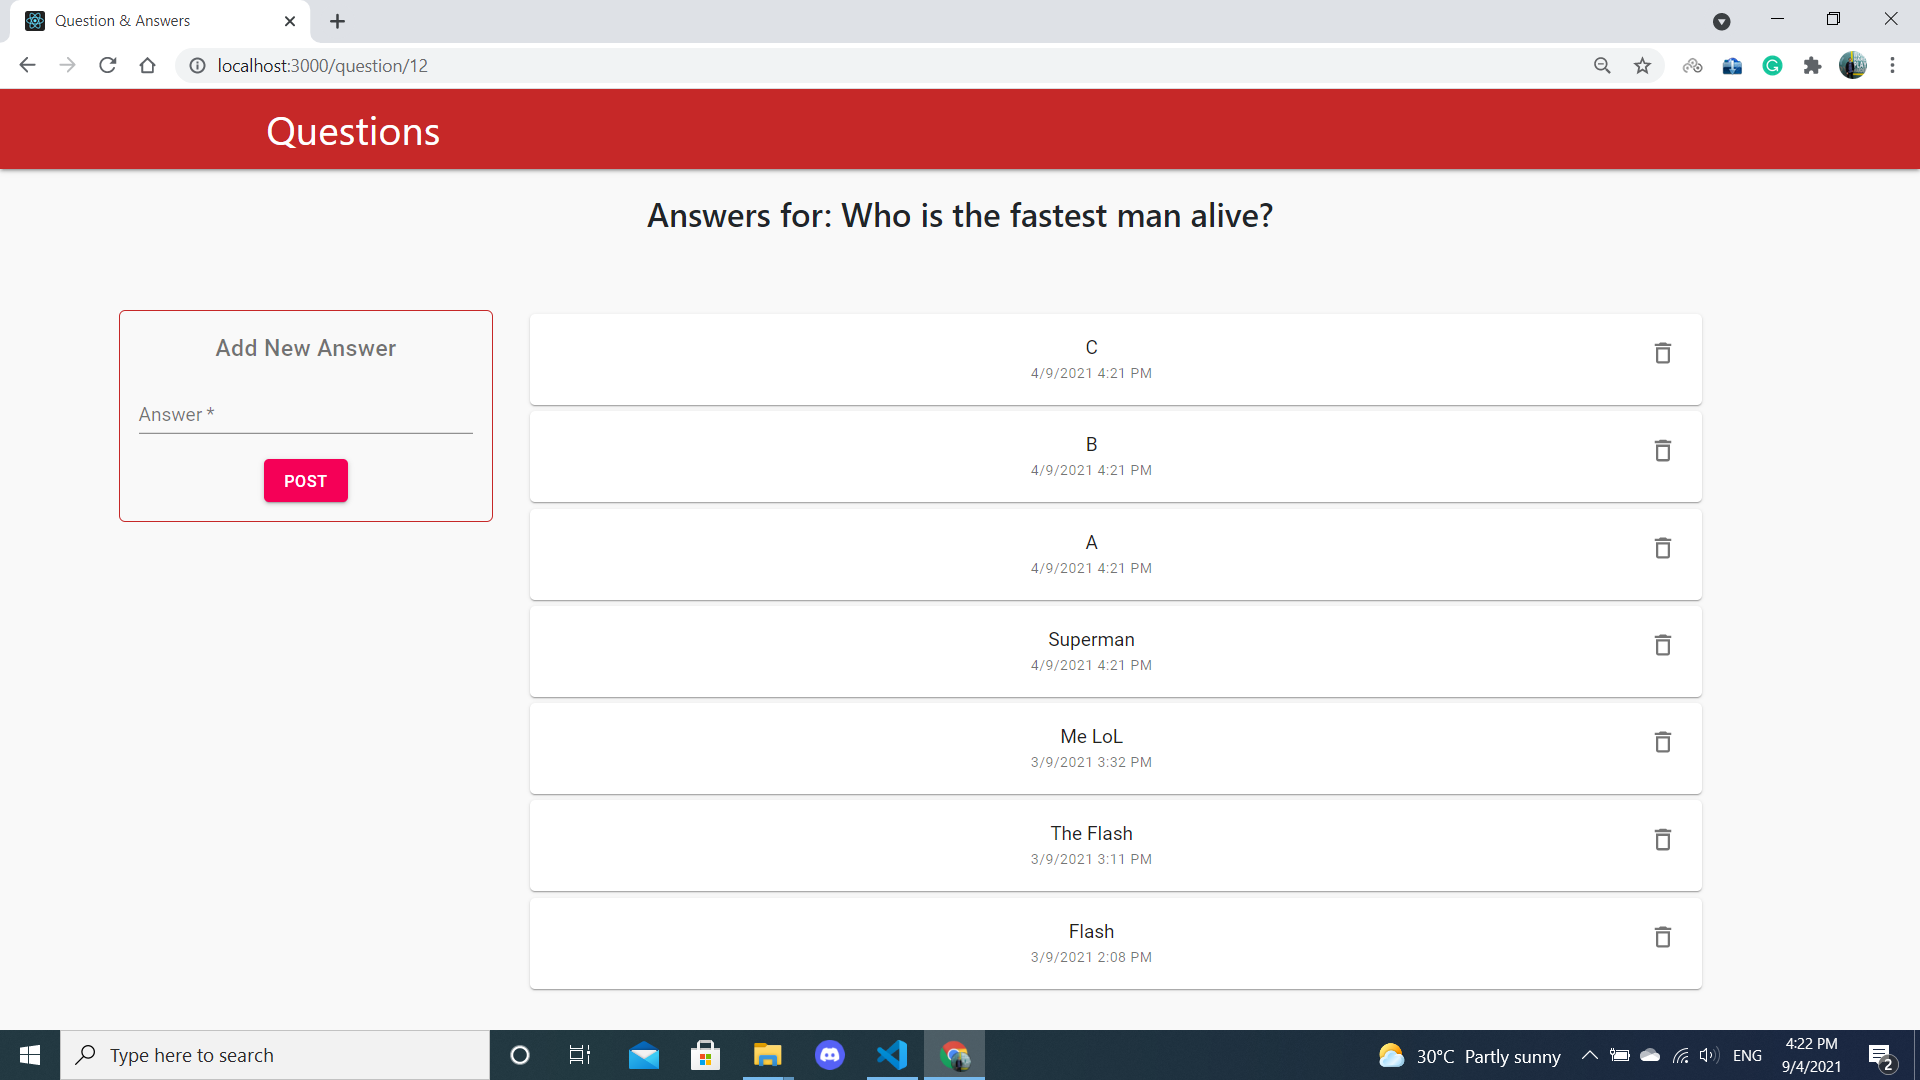 Question & Answers
localhost:3000/question/12
Questions
Answers for: Who is the fastest man alive?
Add New Answer
Answer *
POST
C
4/9/2021 4:21 PM
B
4/9/2021 4:21 PM
A
4/9/2021 4:21 PM
Superman
4/9/2021 4:21 PM
Me LoL
3/9/2021 3:32 PM
The Flash
3/9/2021 3:11 PM
Flash
3/9/2021 2:08 PM
Type here to search
30°C Partly sunny
ENG
4:22 PM
9/4/2021
2